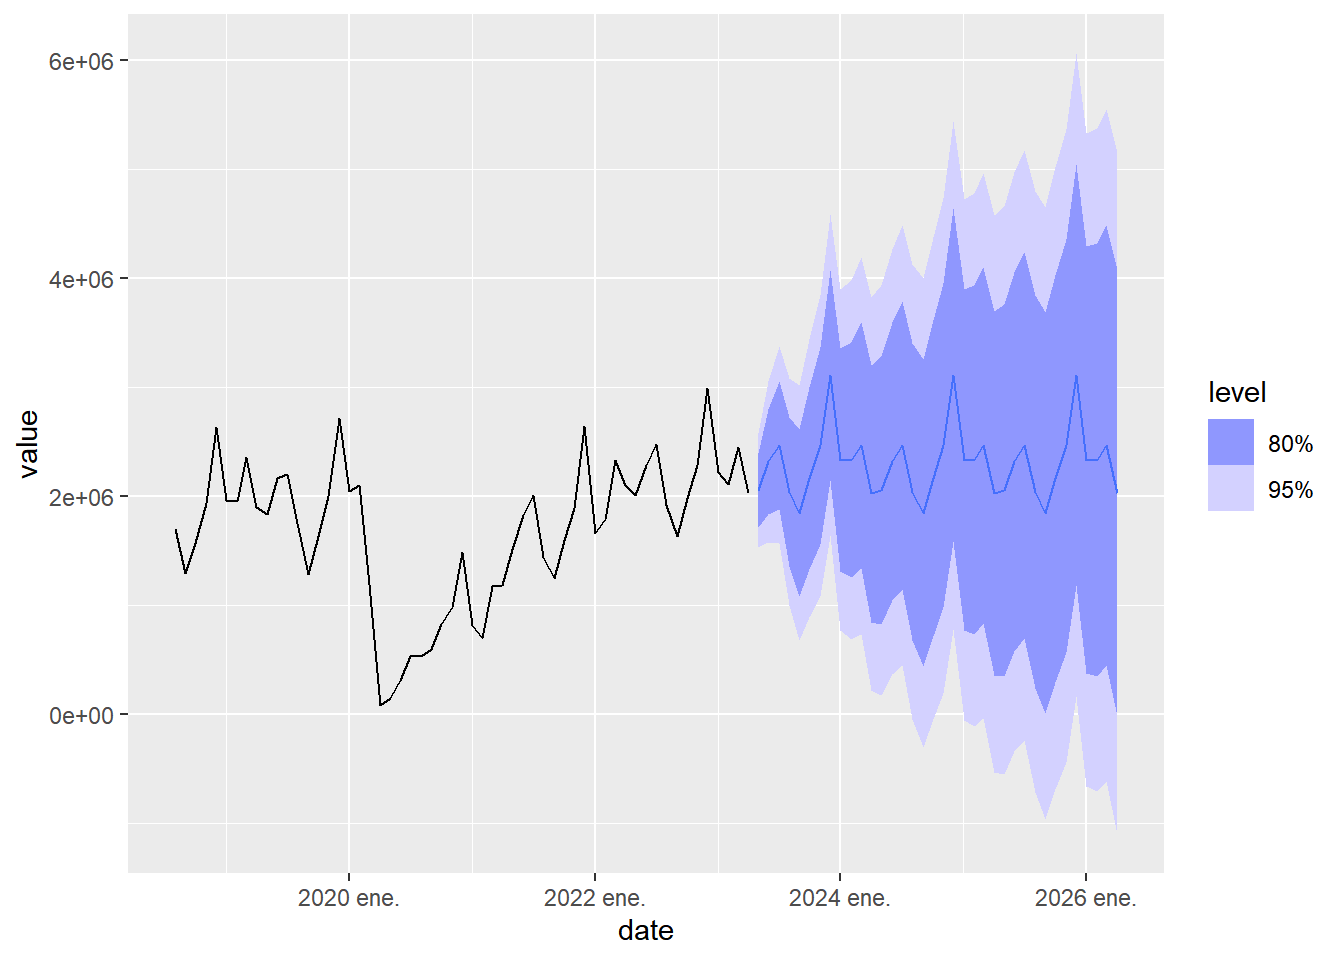 6e+06
4e+06
2e+06
0e+00
value
2020 ene.
2022 ene.
2024 ene.
2026 ene.
date
level
80%
95%